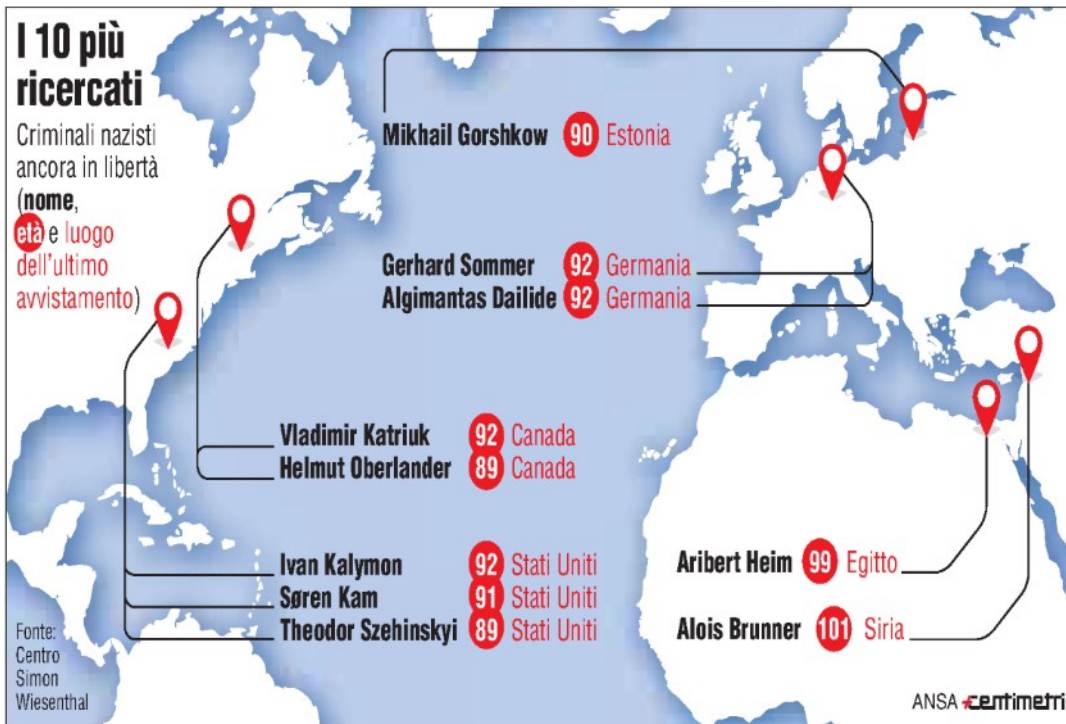 I 10 più
ricercati
Criminali nazisti
ancora in libertà
(nome,
età e luogo
dell'ultimo
avvistamento)
Mikhail Gorshkow 90 Estonia
Gerhard Sommer 92 Germania
Algimantas Dailide 92 Germania
Vladimir Katriuk 92 Canada
Helmut Oberlander 89 Canada
Ivan Kalymon 92 Stati Uniti
Søren Kam 91 Stati Uniti
Theodor Szehinskyi 89 Stati Uniti
Aribert Heim 99 Egitto
Alois Brunner 101 Siria
Fonte:
Centro
Simon
Wiesenthal
ANSA centimetri